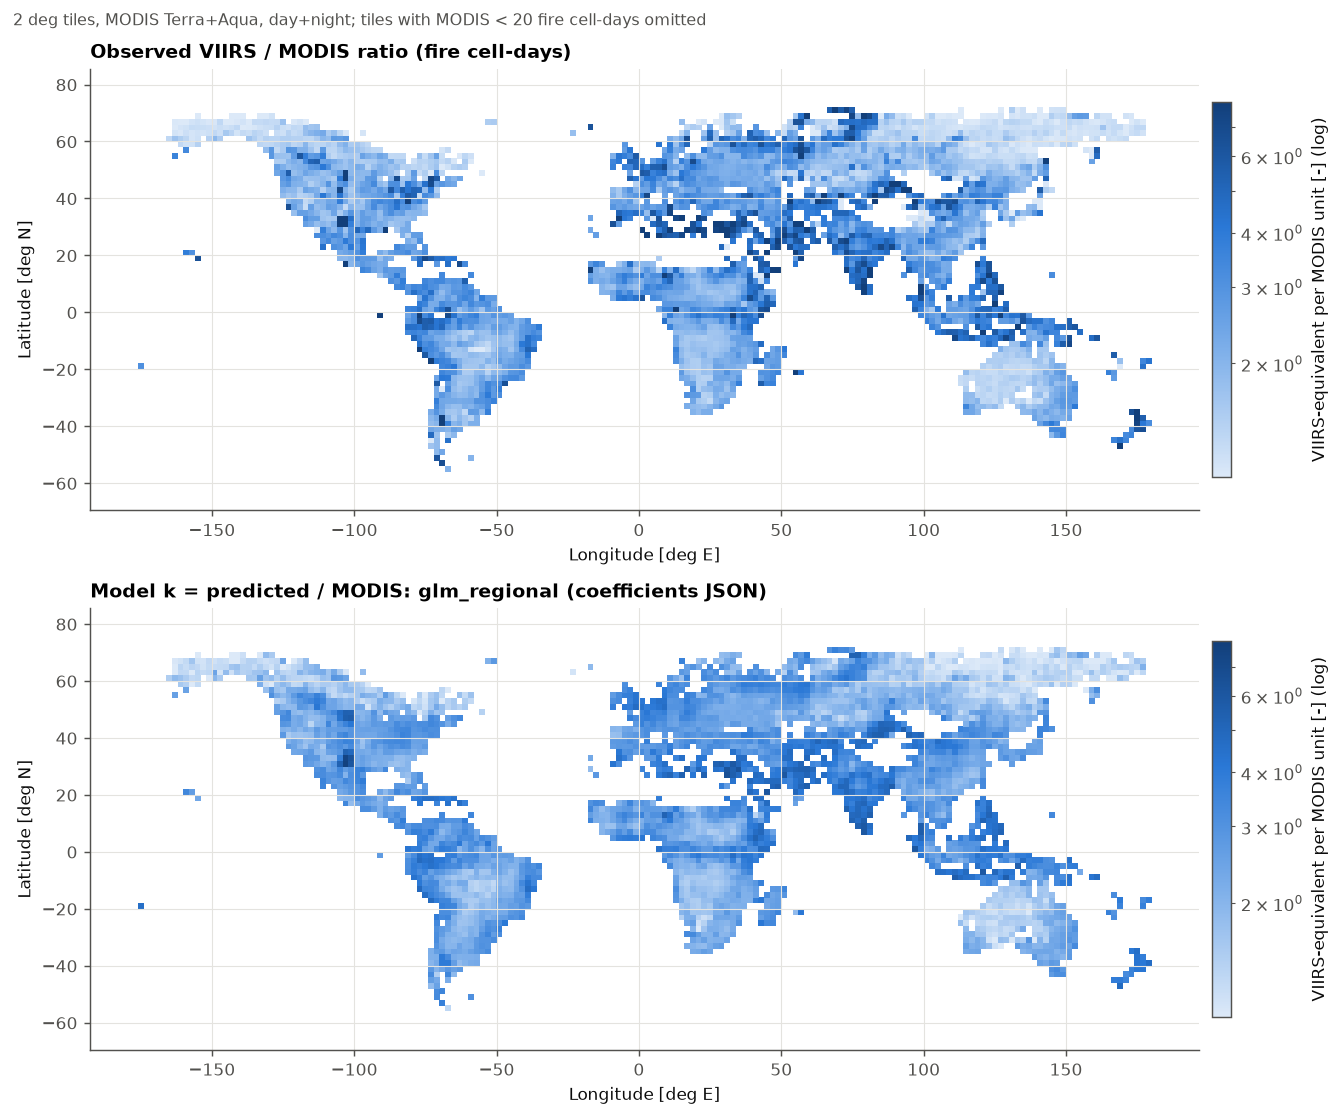 2 deg tiles, MODIS Terra+Aqua, day+night; tiles with MODIS < 20 fire cell-days omitted
Observed VIIRS / MODIS ratio (fire cell-days)
80
60
40
20
0
−20
−40
−60
Latitude [deg N]
−150
−100
−50
0
50
100
150
Longitude [deg E]
6 × 10⁰
4 × 10⁰
3 × 10⁰
2 × 10⁰
VIIRS-equivalent per MODIS unit [-] (log)
Model k = predicted / MODIS: glm_regional (coefficients JSON)
80
60
40
20
0
−20
−40
−60
Latitude [deg N]
−150
−100
−50
0
50
100
150
Longitude [deg E]
6 × 10⁰
4 × 10⁰
3 × 10⁰
2 × 10⁰
VIIRS-equivalent per MODIS unit [-] (log)